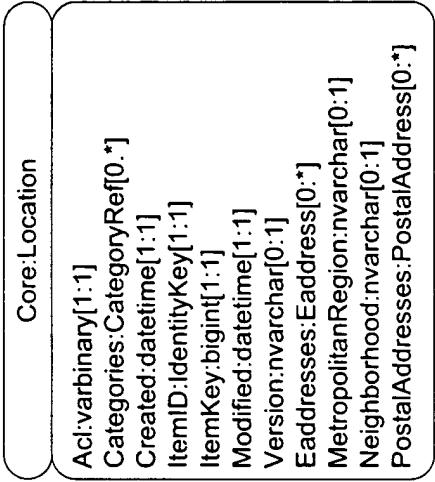 Core:Location
Acl:varbinary[1:1]
Categories:CategoryRef[0.*]
Created:datetime[1:1]
ItemID:IdentityKey[1:1]
ItemKey:bigint[1:1]
Modified:datetime[1:1]
Version:nvarchar[0:1]
Eaddresses:Eaddress[0:*]
MetropolitanRegion:nvarchar[0:1]
Neighborhood:nvarchar[0:1]
PostalAddresses:PostalAddress[0:*]